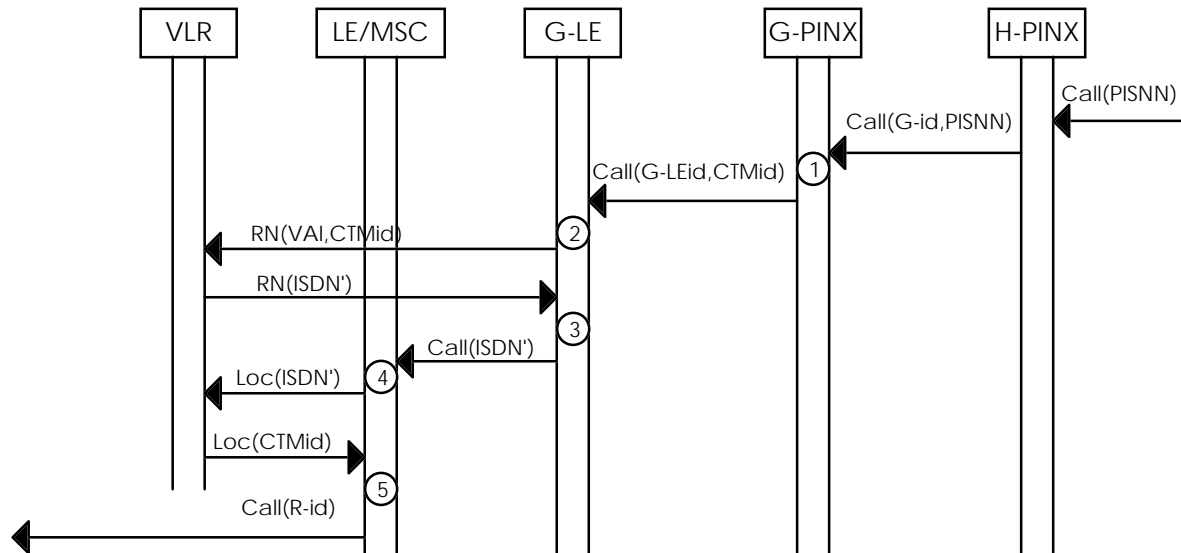 VLR
LE/MSC
G-LE
G-PINX
H-PINX
Call(PISNN)
Call(G-id,PISNN)
1
Call(G-LEid,CTMid)
2
RN(VAI,CTMid)
RN(ISDN')
3
Call(ISDN')
4
Loc(ISDN')
Loc(CTMid)
5
Call(R-id)